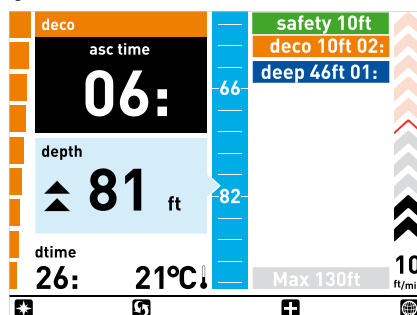 deco
asc time
06:
depth
81 ft
dtime
26: 21°C
66
82
safety 10ft
deco 10ft 02:
deep 46ft 01:
Max 130ft
10
ft/mi